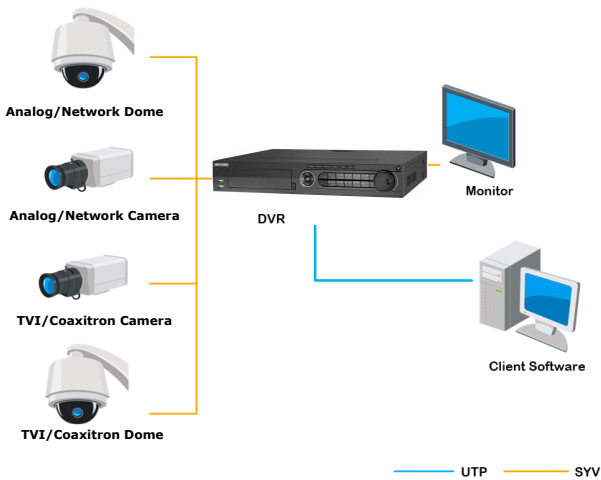 Analog/Network Dome
Analog/Network Camera
DVR
Monitor
TVI/Coaxitron Camera
Client Software
TVI/Coaxitron Dome
UTP
SYV